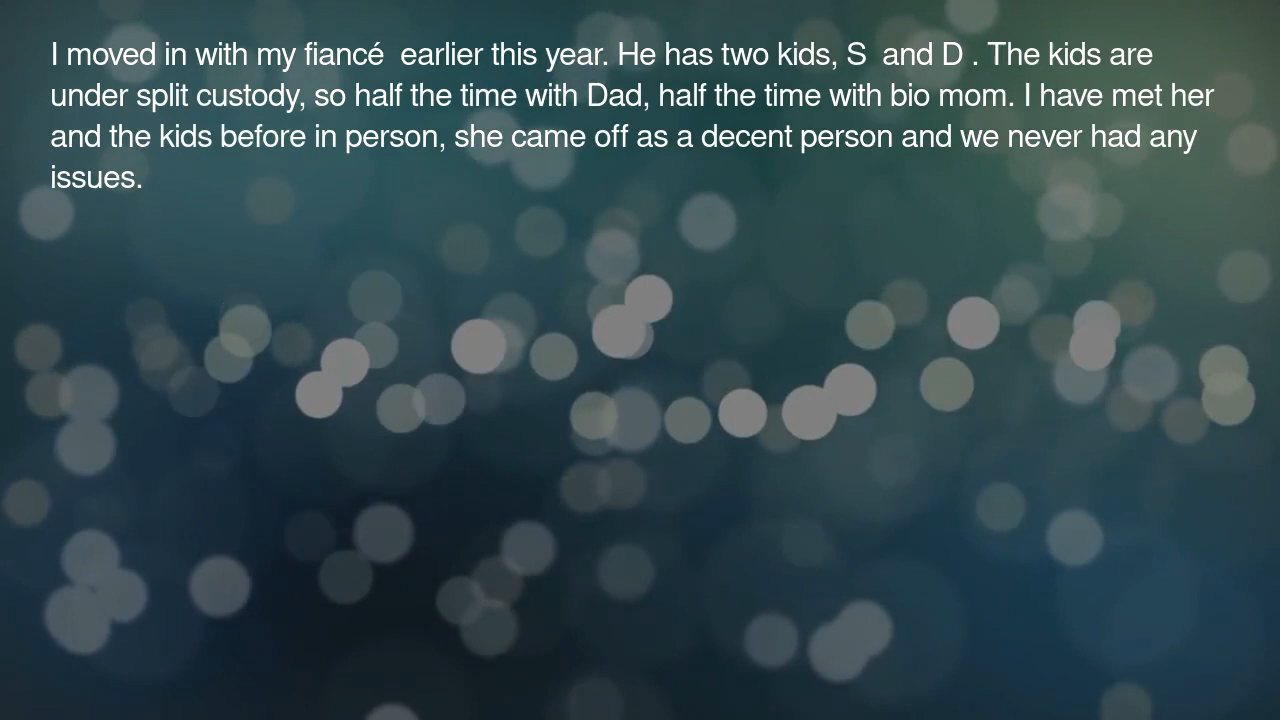 I moved in with my fiancé  earlier this year. He has two kids, S  and D . The kids are
under split custody, so half the time with Dad, half the time with bio mom. I have met her
and the kids before in person, she came off as a decent person and we never had any
issues.